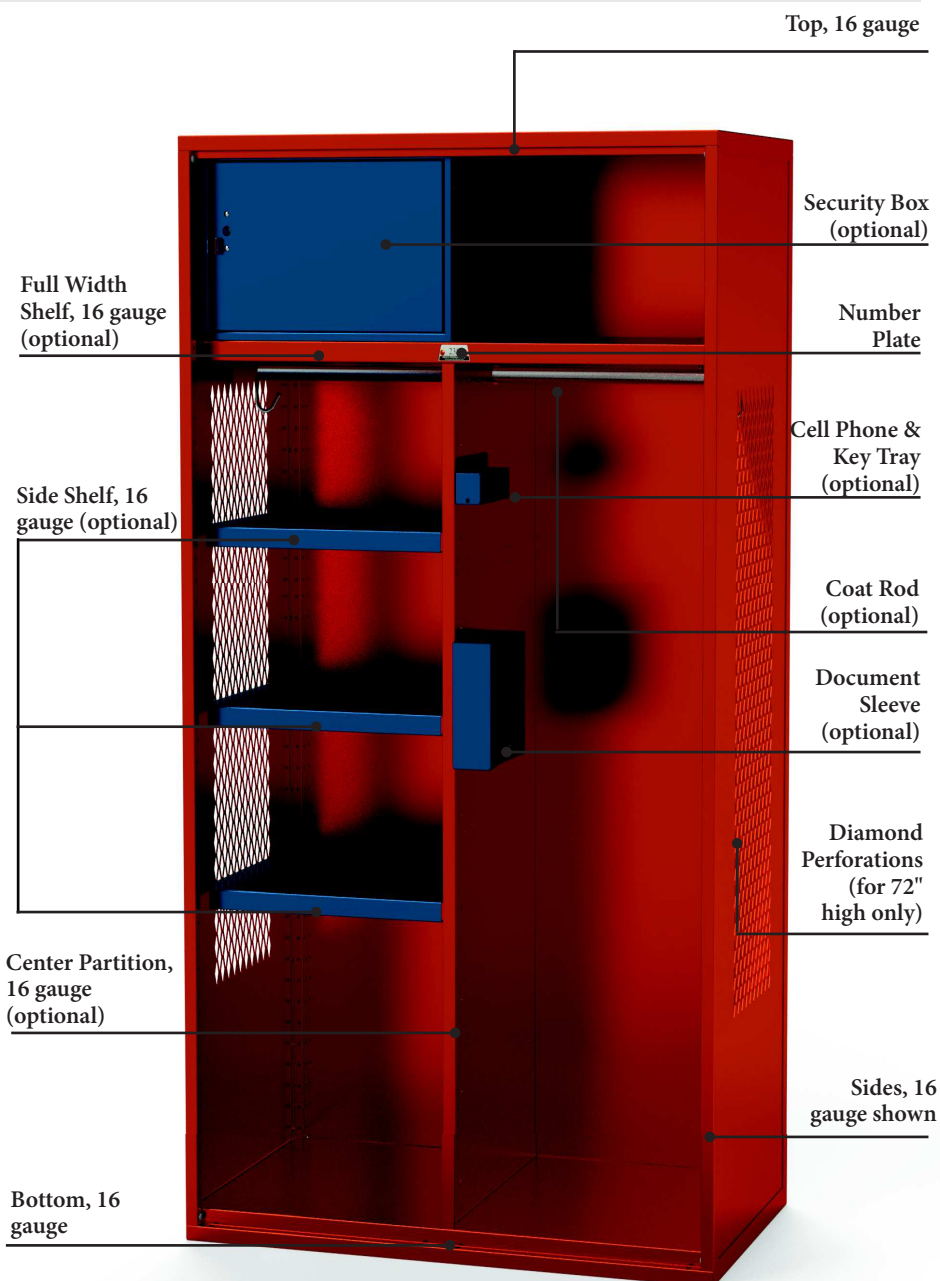 Top, 16 gauge
Security Box
(optional)
Full Width
Shelf, 16 gauge
(optional)
Number
Plate
Cell Phone &
Key Tray
(optional)
Side Shelf, 16
gauge (optional)
Coat Rod
(optional)
Document
Sleeve
(optional)
Diamond
Perforations
(for 72"
high only)
Center Partition,
16 gauge
(optional)
Sides, 16
gauge shown
Bottom, 16
gauge